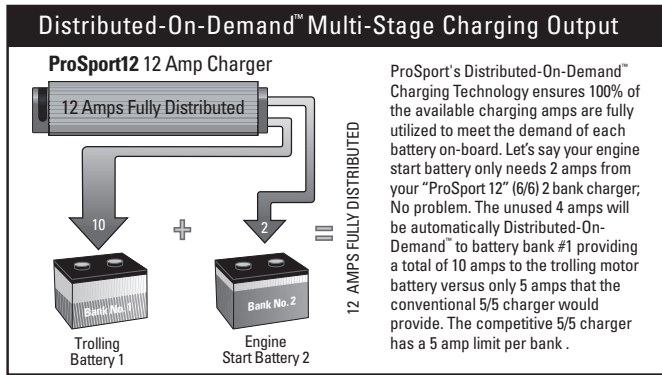 Distributed-On-Demand™ Multi-Stage Charging Output
ProSport12 12 Amp Charger
12 Amps Fully Distributed
10
+
2
=
12 AMPS FULLY DISTRIBUTED
Bank No. 1
Bank No. 2
Trolling
Battery 1
Engine
Start Battery 2
ProSport's Distributed-On-Demand™
Charging Technology ensures 100% of
the available charging amps are fully
utilized to meet the demand of each
battery on-board. Let's say your engine
start battery only needs 2 amps from
your “ProSport 12” (6/6) 2 bank charger;
No problem. The unused 4 amps will
be automatically Distributed-On-
Demand™ to battery bank #1 providing
a total of 10 amps to the trolling motor
battery versus only 5 amps that the
conventional 5/5 charger would
provide. The competitive 5/5 charger
has a 5 amp limit per bank .